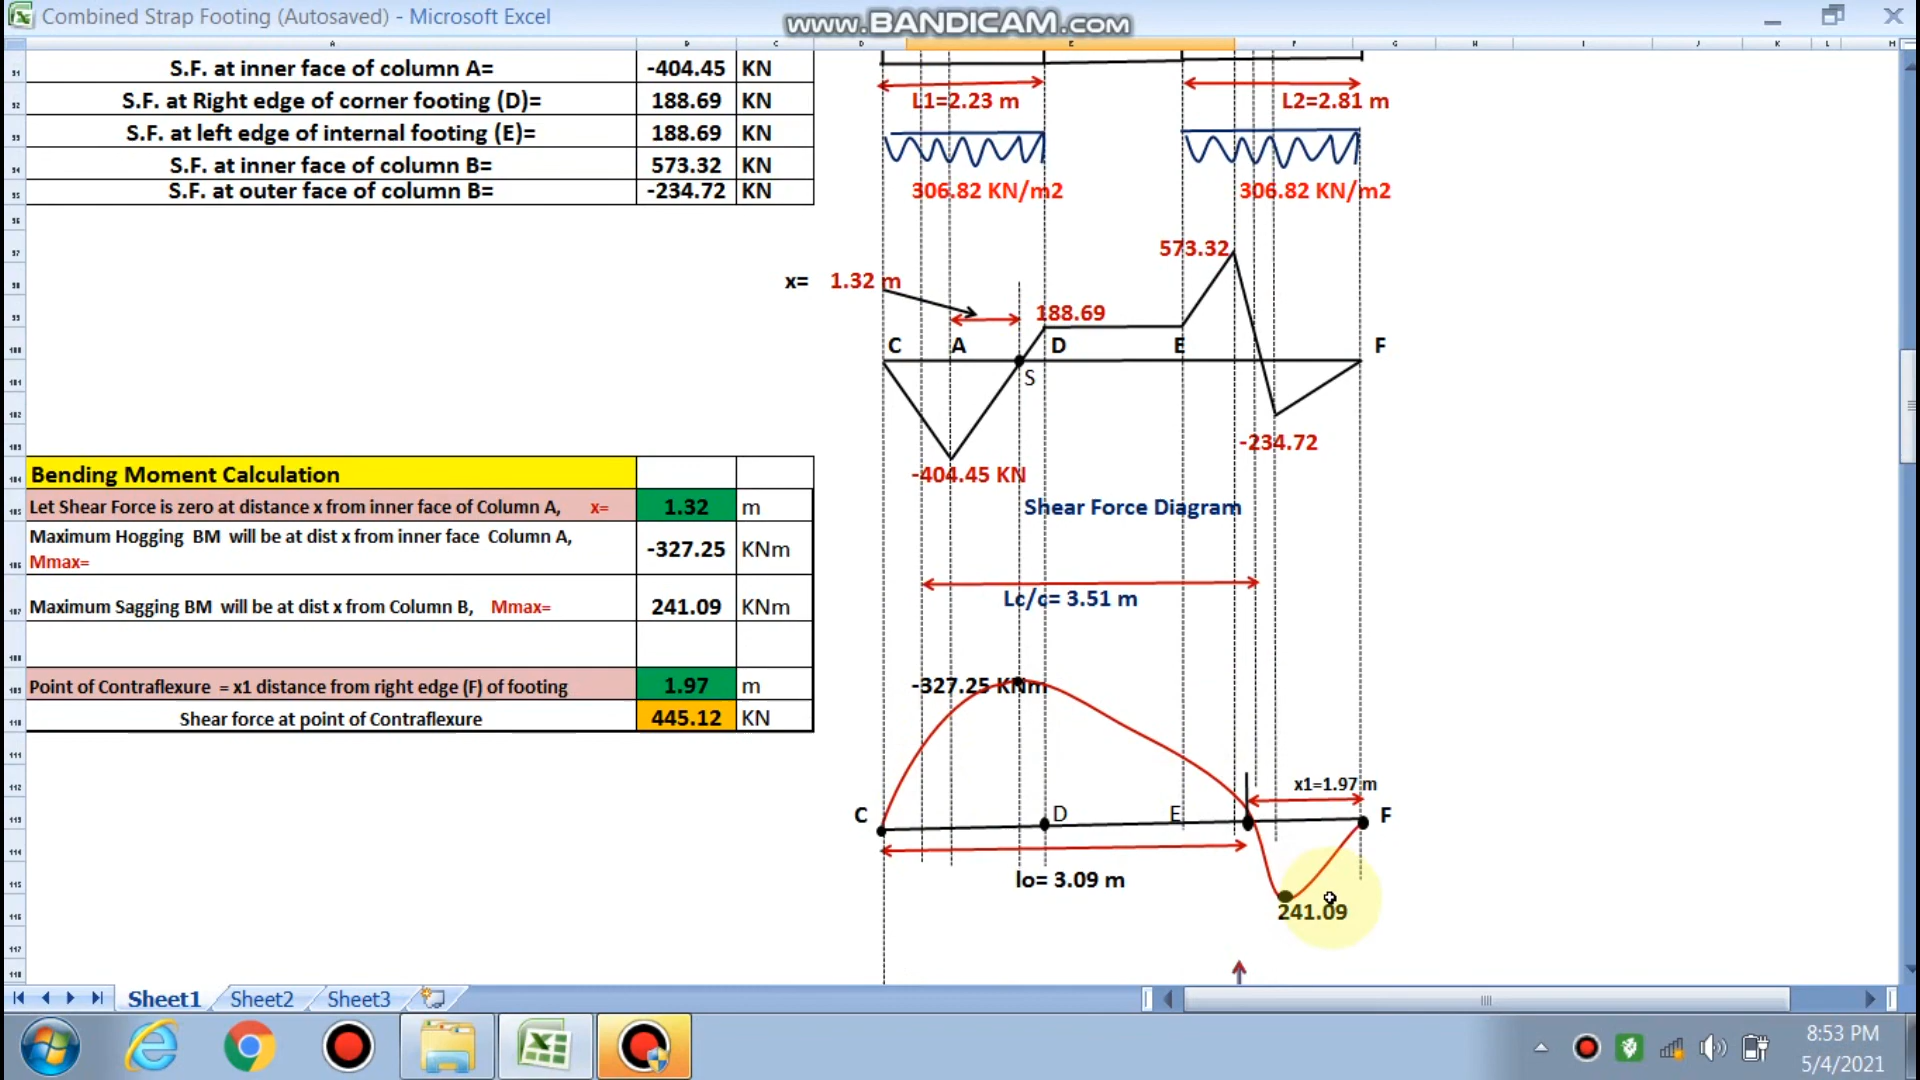 Combined Strap Footing (Autosaved) - Microsoft Excel
www.BANDICAM.com
S.F. at inner face of column A= -404.45 KN
S.F. at Right edge of corner footing (D)= 188.69 KN
S.F. at left edge of internal footing (E)= 188.69 KN
S.F. at inner face of column B= 573.32 KN
S.F. at outer face of column B= -234.72 KN
L1=2.23 m
L2=2.81 m
306.82 KN/m2
306.82 KN/m2
573.32
x= 1.32 m
188.69
C A D E F
S
-234.72
-404.45 KN
Shear Force Diagram
Bending Moment Calculation
Let Shear Force is zero at distance x from inner face of Column A, x= 1.32 m
Maximum Hogging BM will be at dist x from inner face Column A,
Mmax= -327.25 KNm
Maximum Sagging BM will be at dist x from Column B, Mmax= 241.09 KNm
Point of Contraflexure = x1 distance from right edge (F) of footing 1.97 m
Shear force at point of Contraflexure 445.12 KN
Lc/c= 3.51 m
-327.25 KNm
x1=1.97 m
C D E F
lo= 3.09 m
241.09
Sheet1 Sheet2 Sheet3
8:53 PM
5/4/2021